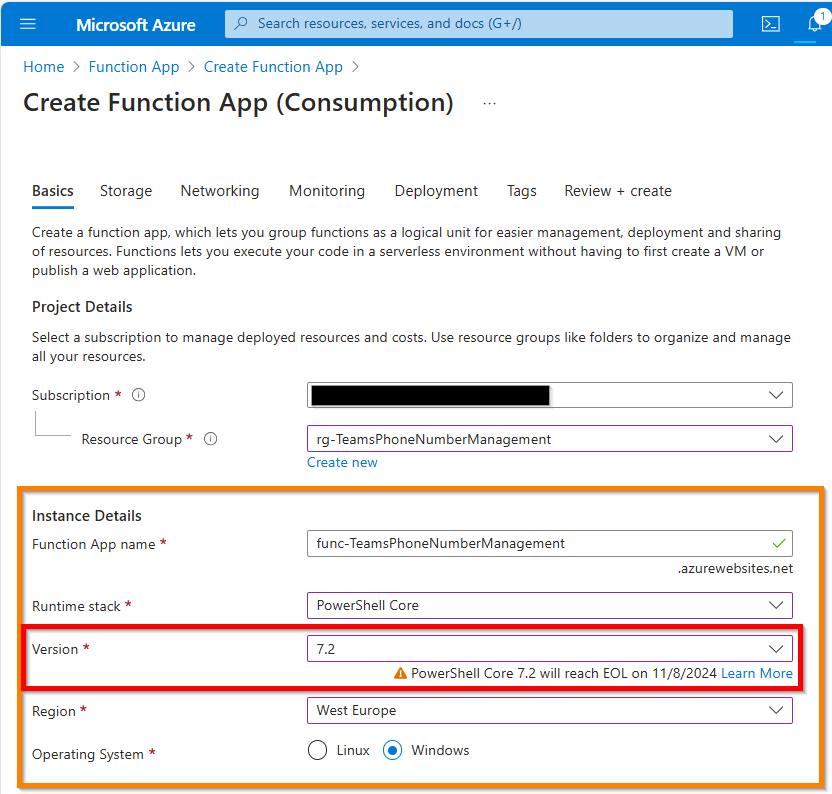 Microsoft Azure
Search resources, services, and docs (G+/)
1
Home > Function App > Create Function App >
Create Function App (Consumption) ...
Basics Storage Networking Monitoring Deployment Tags Review + create
Create a function app, which lets you group functions as a logical unit for easier management, deployment and sharing
of resources. Functions lets you execute your code in a serverless environment without having to first create a VM or
publish a web application.
Project Details
Select a subscription to manage deployed resources and costs. Use resource groups like folders to organize and manage
all your resources.
Subscription *
Resource Group * rg-TeamsPhoneNumberManagement
Create new
Instance Details
Function App name * func-TeamsPhoneNumberManagement
.azurewebsites.net
Runtime stack * PowerShell Core
Version * 7.2
PowerShell Core 7.2 will reach EOL on 11/8/2024 Learn More
Region * West Europe
Operating System * Linux Windows